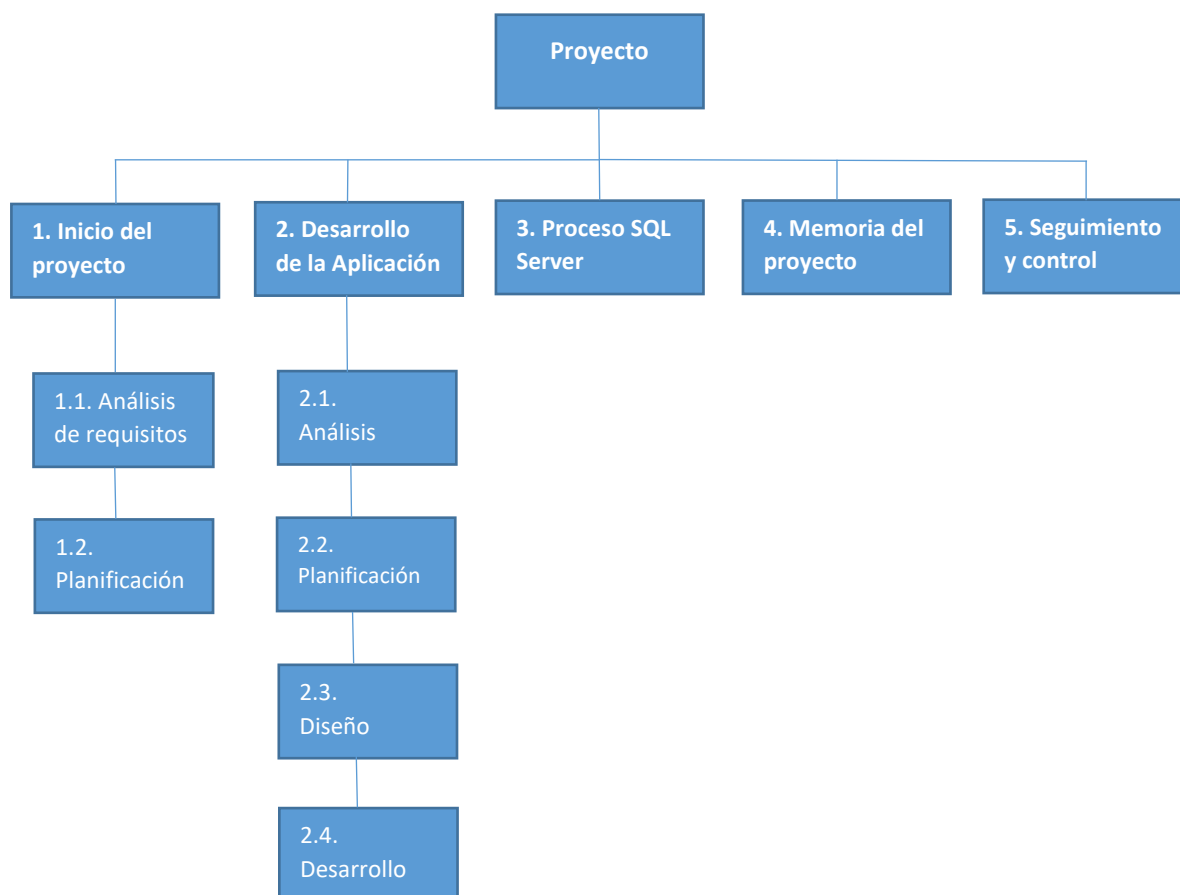 Proyecto
1. Inicio del
proyecto
2. Desarrollo
de la Aplicación
3. Proceso SQL
Server
4. Memoria del
proyecto
5. Seguimiento
y control
1.1. Análisis
de requisitos
1.2.
Planificación
2.1.
Análisis
2.2.
Planificación
2.3.
Diseño
2.4.
Desarrollo